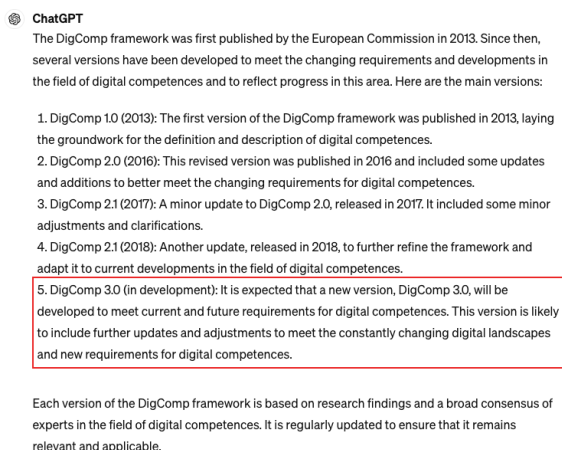 ChatGPT
The DigComp framework was first published by the European Commission in 2013. Since then,
several versions have been developed to meet the changing requirements and developments in
the field of digital competences and to reflect progress in this area. Here are the main versions:
1. DigComp 1.0 (2013): The first version of the DigComp framework was published in 2013, laying
the groundwork for the definition and description of digital competences.
2. DigComp 2.0 (2016): This revised version was published in 2016 and included some updates
and additions to better meet the changing requirements for digital competences.
3. DigComp 2.1 (2017): A minor update to DigComp 2.0, released in 2017. It included some minor
adjustments and clarifications.
4. DigComp 2.1 (2018): Another update, released in 2018, to further refine the framework and
adapt it to current developments in the field of digital competences.
5. DigComp 3.0 (in development): It is expected that a new version, DigComp 3.0, will be
developed to meet current and future requirements for digital competences. This version is likely
to include further updates and adjustments to meet the constantly changing digital landscapes
and new requirements for digital competences.
Each version of the DigComp framework is based on research findings and a broad consensus of
experts in the field of digital competences. It is regularly updated to ensure that it remains
relevant and applicable.